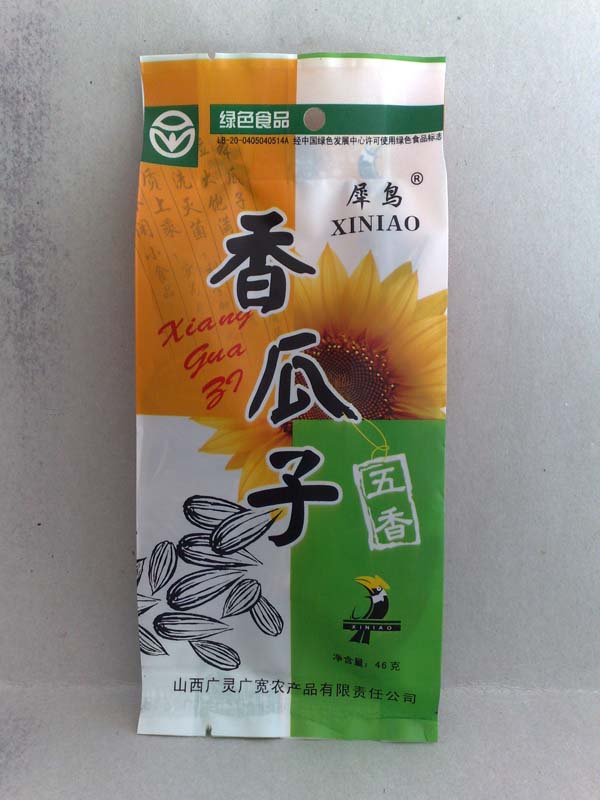 绿色食品
LB-20-0405040514A 经中国绿色发展中心许可使用绿色食品标志
犀鸟®
XINIAO
香瓜子
Xiang
Gua
ZI
五香
XINIAO
净含量：46克
山西广灵广宽农产品有限责任公司